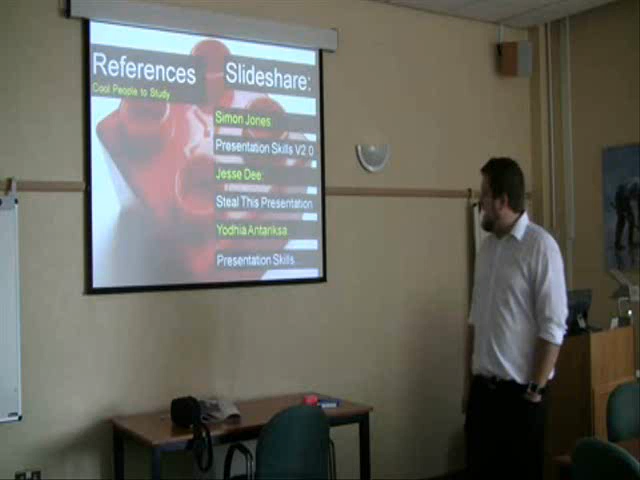 References
Cool People to Study
Slideshare:
Simon Jones
Presentation Skills V2.0
Jesse Dee:
Steal This Presentation
Yodhia Antariksa
Presentation Skills